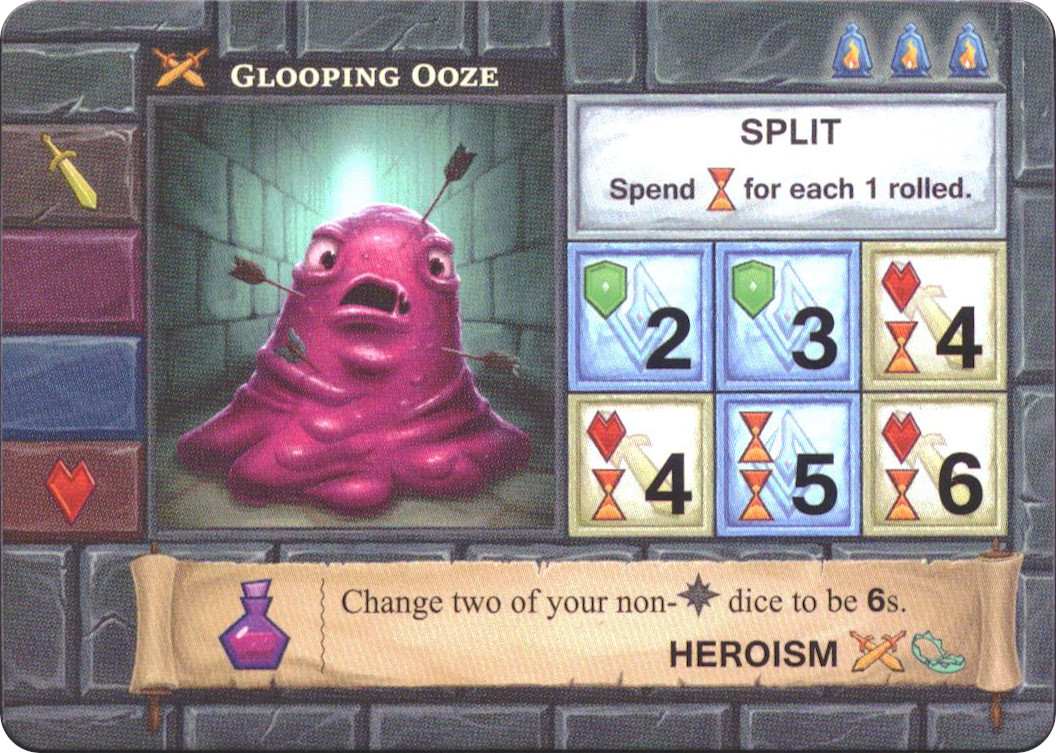 GLOOPING OOZE
SPLIT
Spend for each 1 rolled.
2 3 4
4 5 6
Change two of your non- dice to be 6s.
HEROISM